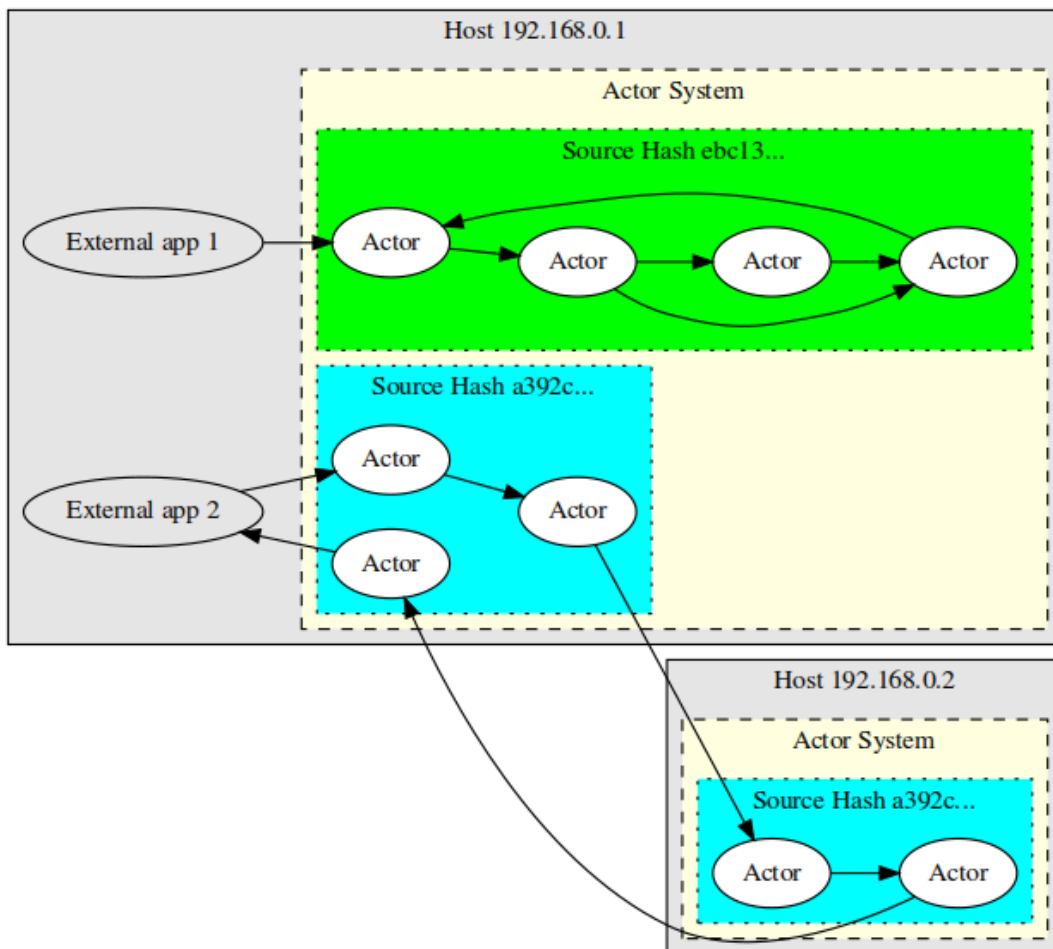 Host 192.168.0.1
Actor System
Source Hash ebc13...
External app 1
Actor
Actor
Actor
Actor
Source Hash a392c...
Actor
External app 2
Actor
Actor
Host 192.168.0.2
Actor System
Source Hash a392c...
Actor
Actor